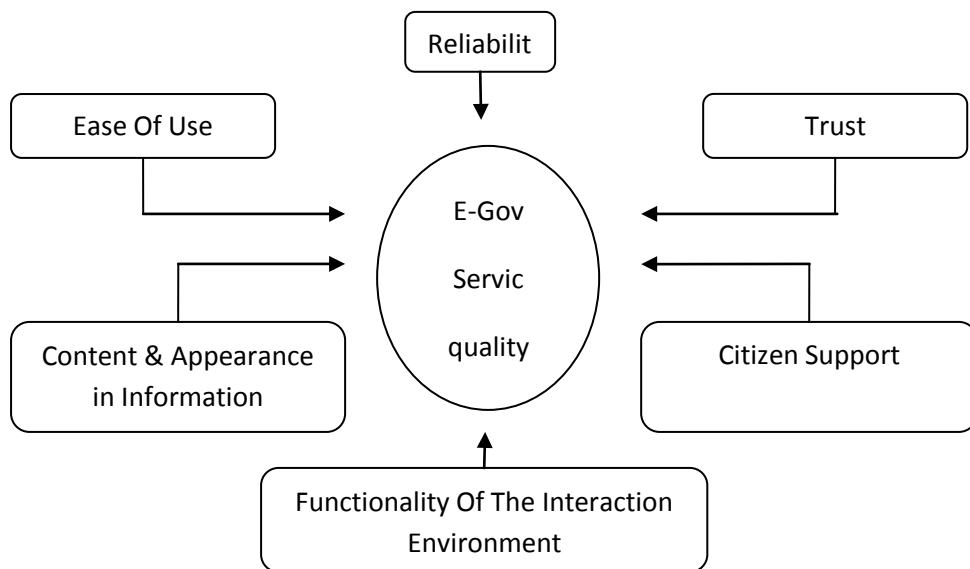 Reliabilit
Ease Of Use
Trust
E-Gov
Servic
quality
Content & Appearance
in Information
Citizen Support
Functionality Of The Interaction
Environment